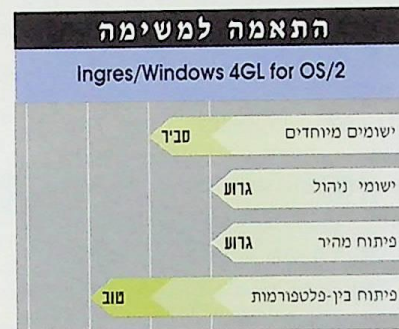 התאמה למשימה
Ingres/Windows 4GL for OS/2
ישומים מיוחדים סביר
ישומי ניהול גרוע
פיתוח מהיר גרוע
פיתוח בין-פלטפורמות טוב